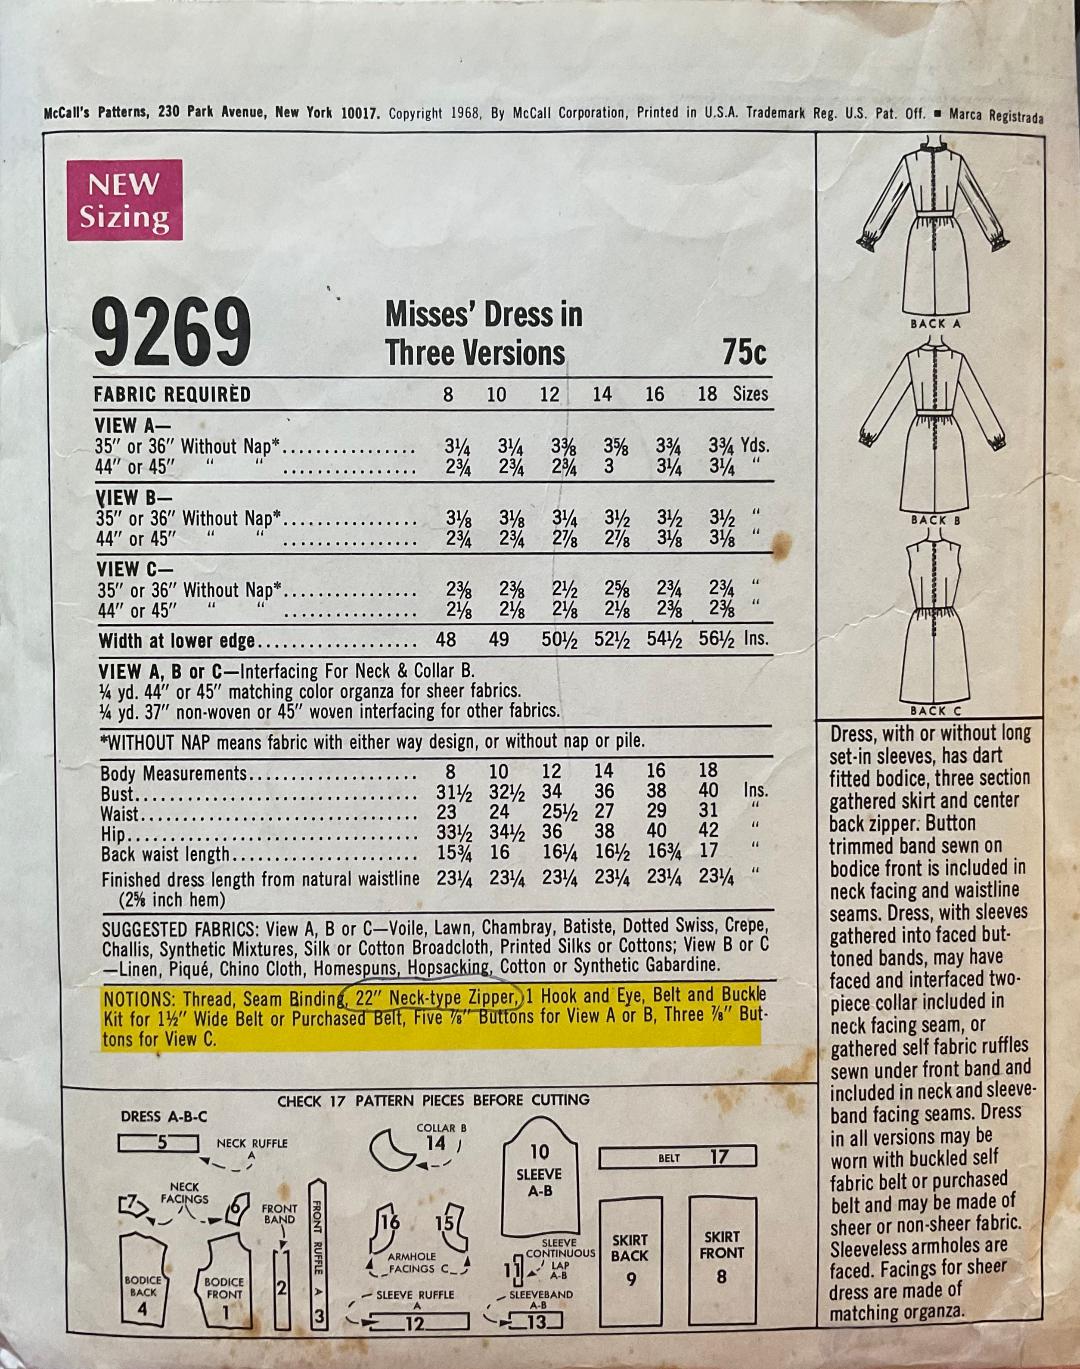 McCall's Patterns, 230 Park Avenue, New York 10017. Copyright 1968, By McCall Corporation, Printed in U.S.A. Trademark Reg. U.S. Pat. Off. ■ Marca Registrada
NEW
Sizing
9269
Misses' Dress in
Three Versions 75c
FABRIC REQUIRED 8 10 12 14 16 18 Sizes
VIEW A—
35" or 36" Without Nap*................ 3¼ 3¼ 3⅜ 3⅝ 3¾ 3¾ Yds.
44" or 45" " " ................ 2¾ 2¾ 2¾ 3 3¼ 3¼ "
VIEW B—
35" or 36" Without Nap*................ 3⅛ 3⅛ 3¼ 3½ 3½ 3½ "
44" or 45" " " ................ 2¾ 2¾ 2⅞ 2⅞ 3⅛ 3⅛ "
VIEW C—
35" or 36" Without Nap*................ 2⅜ 2⅜ 2½ 2⅝ 2¾ 2¾ "
44" or 45" " " ................ 2⅛ 2⅛ 2⅛ 2⅛ 2⅜ 2⅜ "
Width at lower edge................... 48 49 50½ 52½ 54½ 56½ Ins.
VIEW A, B or C—Interfacing For Neck & Collar B.
¼ yd. 44" or 45" matching color organza for sheer fabrics.
¼ yd. 37" non-woven or 45" woven interfacing for other fabrics.
*WITHOUT NAP means fabric with either way design, or without nap or pile.
Body Measurements.................... 8 10 12 14 16 18
Bust.................................. 31½ 32½ 34 36 38 40 Ins.
Waist................................. 23 24 25½ 27 29 31 "
Hip................................... 33½ 34½ 36 38 40 42 "
Back waist length...................... 15¾ 16 16¼ 16½ 16¾ 17 "
Finished dress length from natural waistline 23¼ 23¼ 23¼ 23¼ 23¼ 23¼ "
(2⅝ inch hem)
SUGGESTED FABRICS: View A, B or C—Voile, Lawn, Chambray, Batiste, Dotted Swiss, Crepe,
Challis, Synthetic Mixtures, Silk or Cotton Broadcloth, Printed Silks or Cottons; View B or C
—Linen, Piqué, Chino Cloth, Homespuns, Hopsacking, Cotton or Synthetic Gabardine.
NOTIONS: Thread, Seam Binding, 22" Neck-type Zipper, 1 Hook and Eye, Belt and Buckle
Kit for 1½" Wide Belt or Purchased Belt, Five ⅞" Buttons for View A or B, Three ⅞" But-
tons for View C.
BACK A
BACK B
BACK C
Dress, with or without long
set-in sleeves, has dart
fitted bodice, three section
gathered skirt and center
back zipper. Button
trimmed band sewn on
bodice front is included in
neck facing and waistline
seams. Dress, with sleeves
gathered into faced but-
toned bands, may have
faced and interfaced two-
piece collar included in
neck facing seam, or
gathered self fabric ruffles
sewn under front band and
included in neck and sleeve-
band facing seams. Dress
in all versions may be
worn with buckled self
fabric belt or purchased
belt and may be made of
sheer or non-sheer fabric.
Sleeveless armholes are
faced. Facings for sheer
dress are made of
matching organza.
CHECK 17 PATTERN PIECES BEFORE CUTTING
DRESS A-B-C
5
NECK RUFFLE
A
COLLAR B
14
10
SLEEVE
A-B
BELT 17
7
NECK
FACINGS
6
FRONT
BAND
2
FRONT RUFFLE A
3
16
15
ARMHOLE
FACINGS C
SLEEVE
CONTINUOUS
LAP
A-B
11
SKIRT
BACK
9
SKIRT
FRONT
8
BODICE
BACK
4
BODICE
FRONT
1
SLEEVE RUFFLE
A
12
SLEEVEBAND
A-B
13